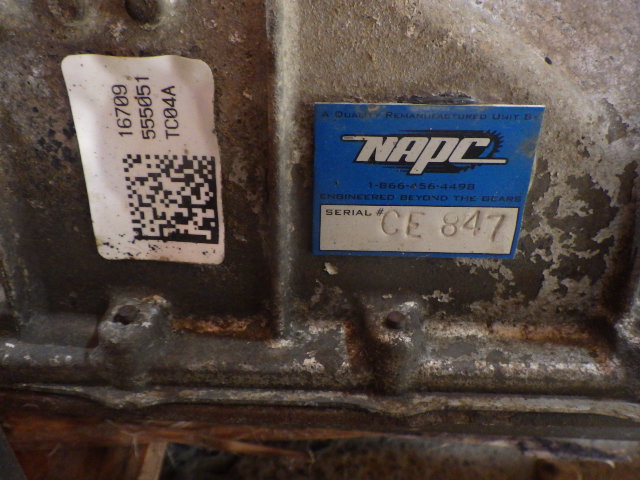 16709
555051
TC04A
A QUALITY REMANUFACTURED UNIT BY
NAPC
1-866-456-4498
ENGINEERED BEYOND THE GEARS
SERIAL # CE 847